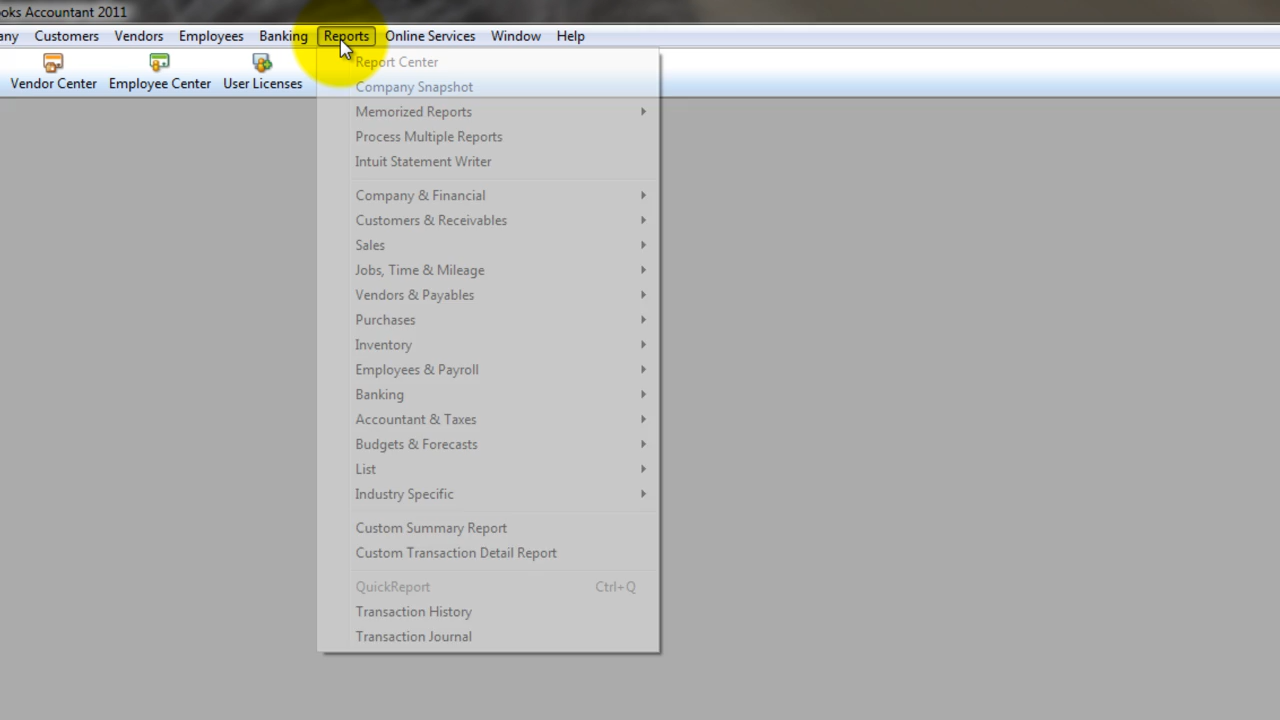 ooks Accountant 2011
any Customers Vendors Employees Banking Reports Online Services Window Help
Vendor Center Employee Center User Licenses
Report Center
Company Snapshot
Memorized Reports
Process Multiple Reports
Intuit Statement Writer
Company & Financial
Customers & Receivables
Sales
Jobs, Time & Mileage
Vendors & Payables
Purchases
Inventory
Employees & Payroll
Banking
Accountant & Taxes
Budgets & Forecasts
List
Industry Specific
Custom Summary Report
Custom Transaction Detail Report
QuickReport Ctrl+Q
Transaction History
Transaction Journal